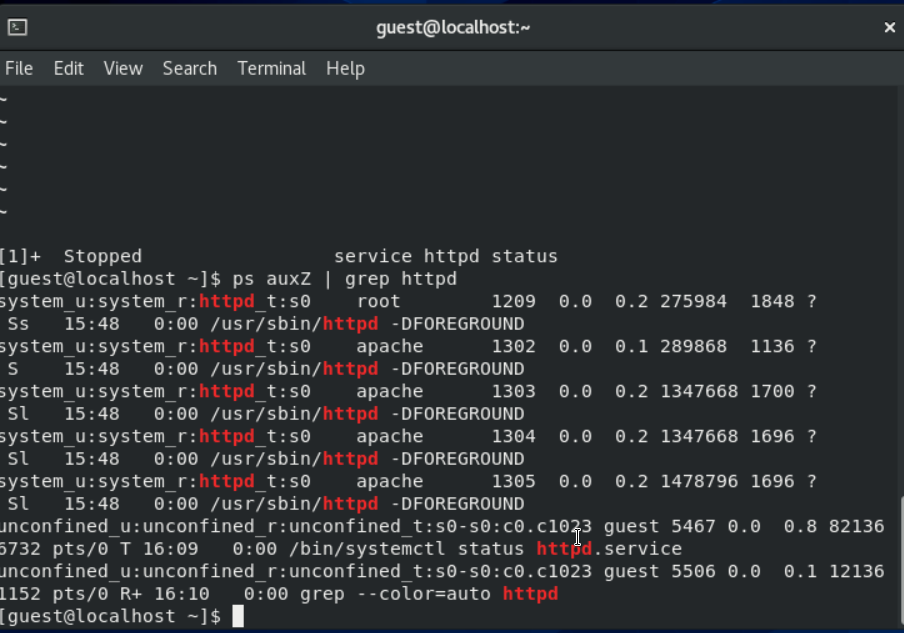 guest@localhost:~
File Edit View Search Terminal Help
~
~
~
~
~
~
[1]+  Stopped                 service httpd status
[guest@localhost ~]$ ps auxZ | grep httpd
system_u:system_r:httpd_t:s0    root        1209  0.0  0.2 275984  1848 ?
 Ss   15:48   0:00 /usr/sbin/httpd -DFOREGROUND
system_u:system_r:httpd_t:s0    apache      1302  0.0  0.1 289868  1136 ?
 S    15:48   0:00 /usr/sbin/httpd -DFOREGROUND
system_u:system_r:httpd_t:s0    apache      1303  0.0  0.2 1347668 1700 ?
 Sl   15:48   0:00 /usr/sbin/httpd -DFOREGROUND
system_u:system_r:httpd_t:s0    apache      1304  0.0  0.2 1347668 1696 ?
 Sl   15:48   0:00 /usr/sbin/httpd -DFOREGROUND
system_u:system_r:httpd_t:s0    apache      1305  0.0  0.2 1478796 1696 ?
 Sl   15:48   0:00 /usr/sbin/httpd -DFOREGROUND
unconfined_u:unconfined_r:unconfined_t:s0-s0:c0.c1023 guest 5467 0.0  0.8 82136
6732 pts/0 T 16:09   0:00 /bin/systemctl status httpd.service
unconfined_u:unconfined_r:unconfined_t:s0-s0:c0.c1023 guest 5506 0.0  0.1 12136
1152 pts/0 R+ 16:10   0:00 grep --color=auto httpd
[guest@localhost ~]$